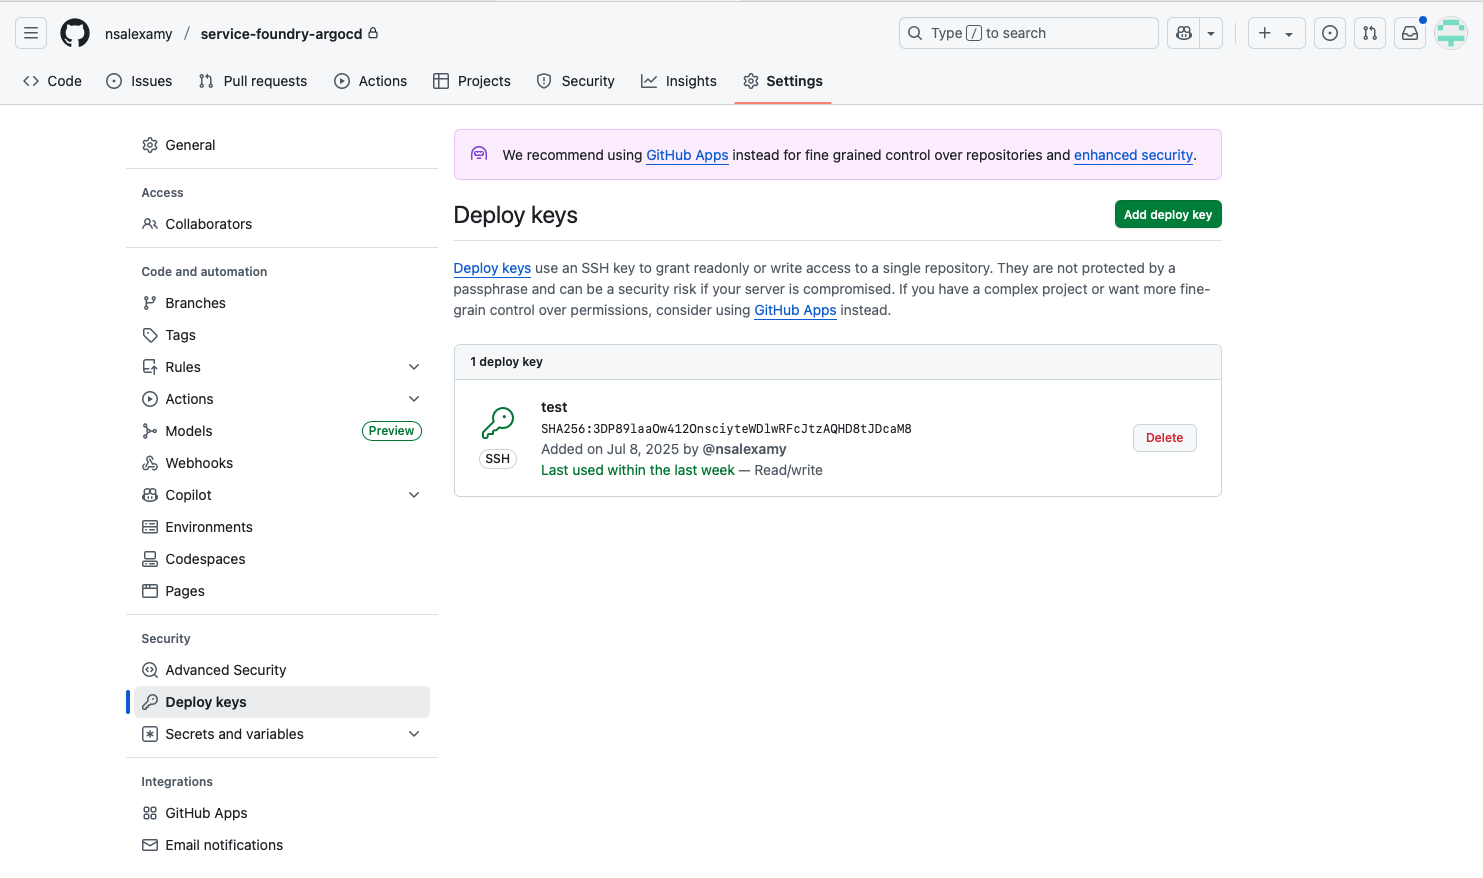 nsalexamy / service-foundry-argocd
Type / to search
Code Issues Pull requests Actions Projects Security Insights Settings
General
Access
Collaborators
Code and automation
Branches
Tags
Rules
Actions
Models Preview
Webhooks
Copilot
Environments
Codespaces
Pages
Security
Advanced Security
Deploy keys
Secrets and variables
Integrations
GitHub Apps
Email notifications
We recommend using GitHub Apps instead for fine grained control over repositories and enhanced security.
Deploy keys
Add deploy key
Deploy keys use an SSH key to grant readonly or write access to a single repository. They are not protected by a
passphrase and can be a security risk if your server is compromised. If you have a complex project or want more fine-
grain control over permissions, consider using GitHub Apps instead.
1 deploy key
SSH
test
SHA256:3DP89laaOw412OnsciyteWDlwRFcJtzAQHD8tJDcaM8
Added on Jul 8, 2025 by @nsalexamy
Last used within the last week — Read/write
Delete